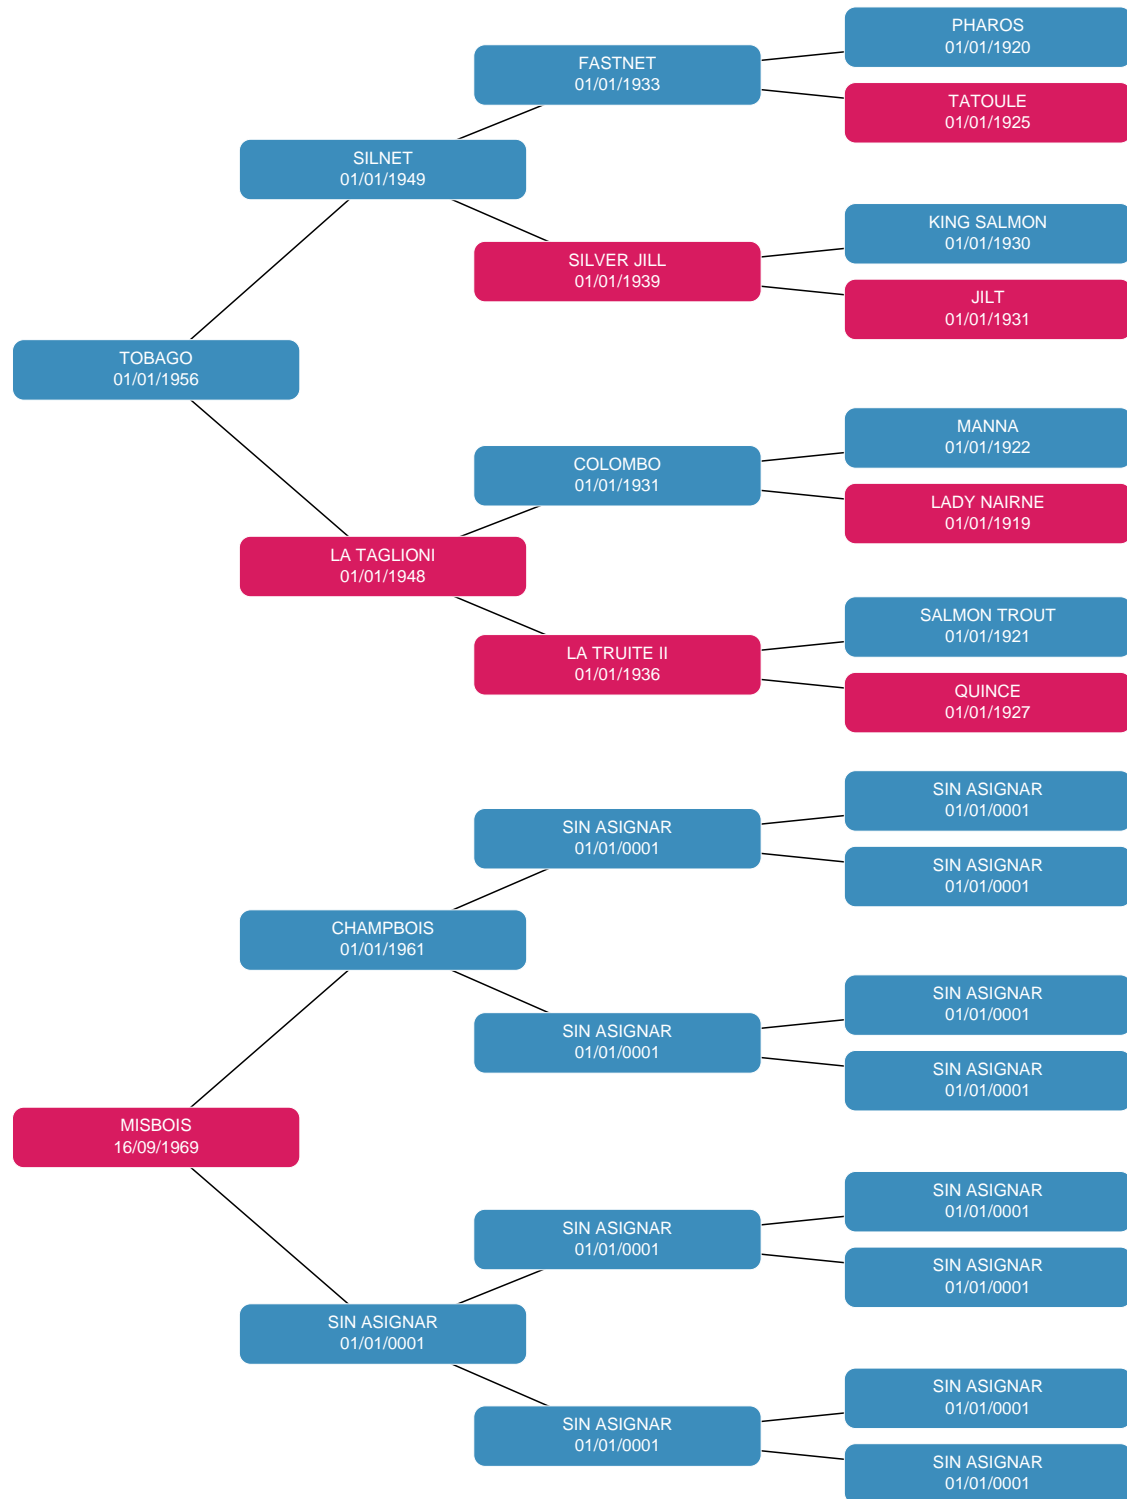 PHAROS
01/01/1920
FASTNET
01/01/1933
TATOULE
01/01/1925
SILNET
01/01/1949
KING SALMON
01/01/1930
SILVER JILL
01/01/1939
JILT
01/01/1931
TOBAGO
01/01/1956
MANNA
01/01/1922
COLOMBO
01/01/1931
LADY NAIRNE
01/01/1919
LA TAGLIONI
01/01/1948
SALMON TROUT
01/01/1921
LA TRUITE II
01/01/1936
QUINCE
01/01/1927
SIN ASIGNAR
01/01/0001
SIN ASIGNAR
01/01/0001
SIN ASIGNAR
01/01/0001
CHAMPBOIS
01/01/1961
SIN ASIGNAR
01/01/0001
SIN ASIGNAR
01/01/0001
SIN ASIGNAR
01/01/0001
MISBOIS
16/09/1969
SIN ASIGNAR
01/01/0001
SIN ASIGNAR
01/01/0001
SIN ASIGNAR
01/01/0001
SIN ASIGNAR
01/01/0001
SIN ASIGNAR
01/01/0001
SIN ASIGNAR
01/01/0001
SIN ASIGNAR
01/01/0001